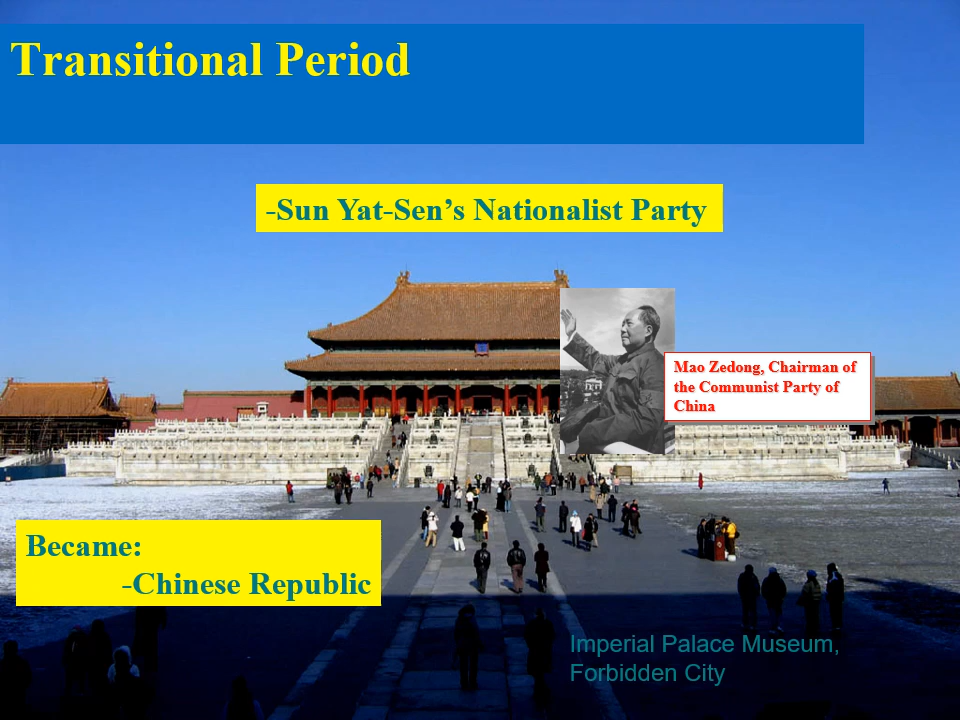 Transitional Period
-Sun Yat-Sen’s Nationalist Party
Mao Zedong, Chairman of
the Communist Party of
China
Became:
-Chinese Republic
Imperial Palace Museum,
Forbidden City